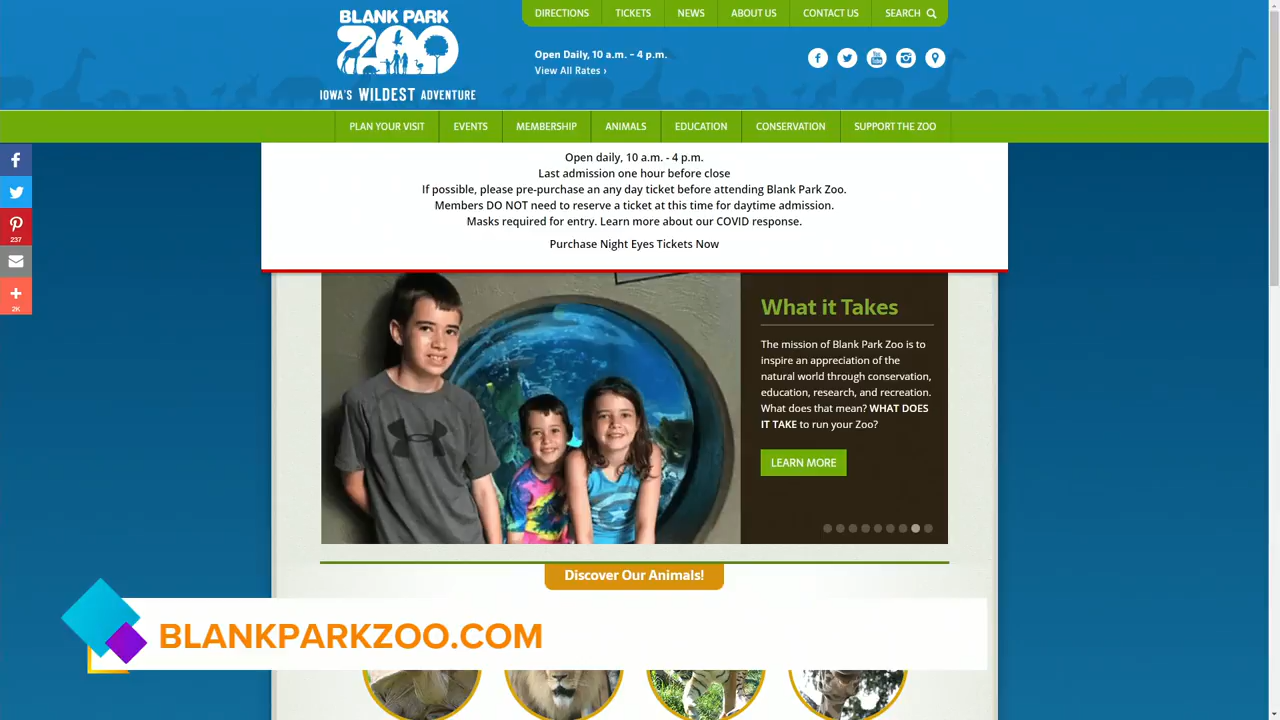 BLANK PARK
ZOO
IOWA'S WILDEST ADVENTURE
DIRECTIONS
TICKETS
NEWS
ABOUT US
CONTACT US
SEARCH
Open Daily, 10 a.m. - 4 p.m.
View All Rates ›
PLAN YOUR VISIT
EVENTS
MEMBERSHIP
ANIMALS
EDUCATION
CONSERVATION
SUPPORT THE ZOO
237
2K
Open daily, 10 a.m. - 4 p.m.
Last admission one hour before close
If possible, please pre-purchase an any day ticket before attending Blank Park Zoo.
Members DO NOT need to reserve a ticket at this time for daytime admission.
Masks required for entry. Learn more about our COVID response.
Purchase Night Eyes Tickets Now
What it Takes
The mission of Blank Park Zoo is to
inspire an appreciation of the
natural world through conservation,
education, research, and recreation.
What does that mean? WHAT DOES
IT TAKE to run your Zoo?
LEARN MORE
Discover Our Animals!
BLANKPARKZOO.COM